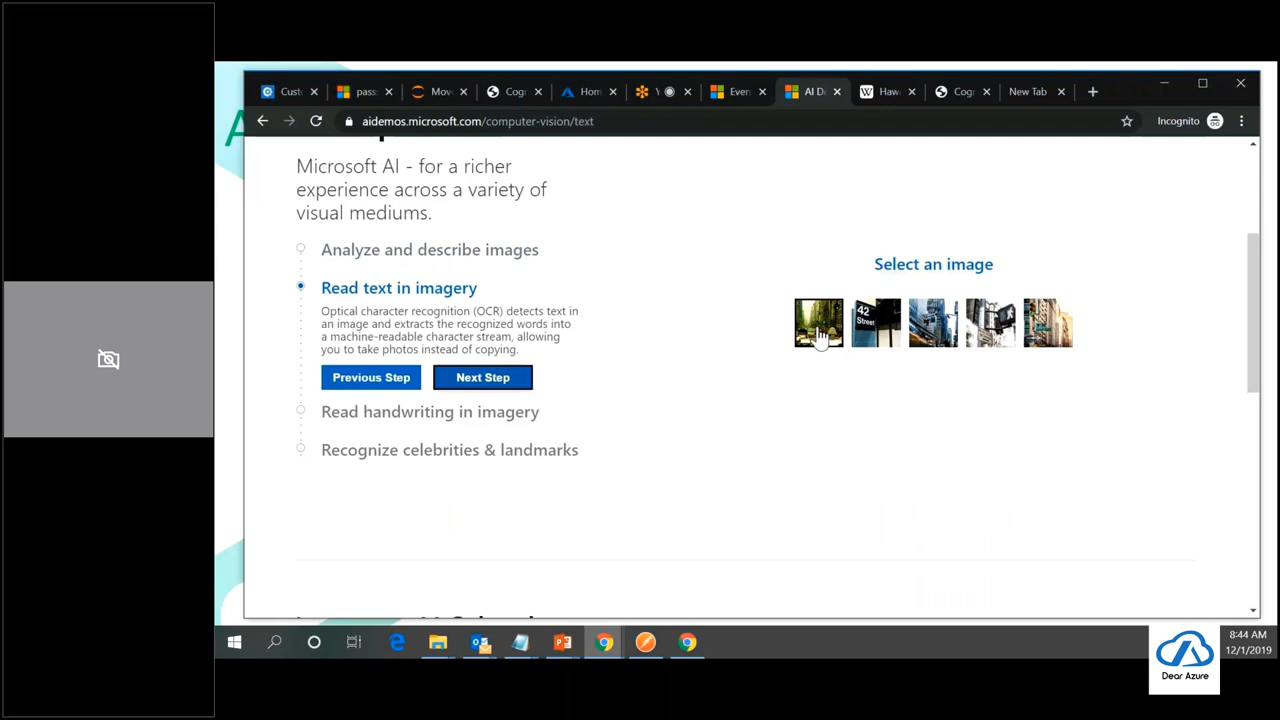 Cust
pass
Mov
Cogn
Hom
Y
Even
AI D
Haw
Cog
New Tab
aidemos.microsoft.com/computer-vision/text
Incognito
Microsoft AI - for a richer
experience across a variety of
visual mediums.
Analyze and describe images
Read text in imagery
Optical character recognition (OCR) detects text in
an image and extracts the recognized words into
a machine-readable character stream, allowing
you to take photos instead of copying.
Previous Step
Next Step
Read handwriting in imagery
Recognize celebrities & landmarks
Select an image
42
Street
8:44 AM
12/1/2019
Dear Azure